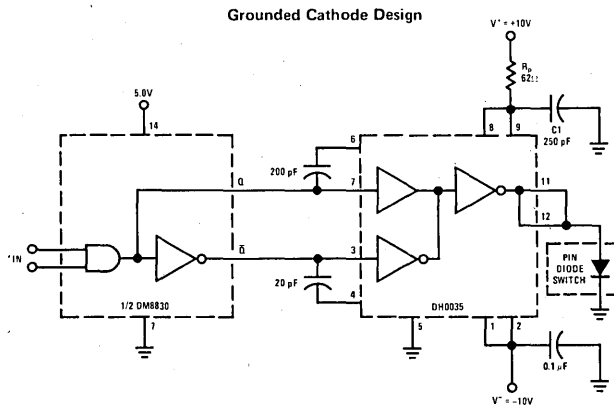 Grounded Cathode Design
V+ = +10V
Rp
62Ω
5.0V
14
8
9
C1
250 pF
6
200 pF
Q
7
11
12
IN
Q̅
3
20 pF
4
PIN
DIODE
SWITCH
1/2 DM8830
DH0035
7
5
1
2
0.1 μF
V- = -10V